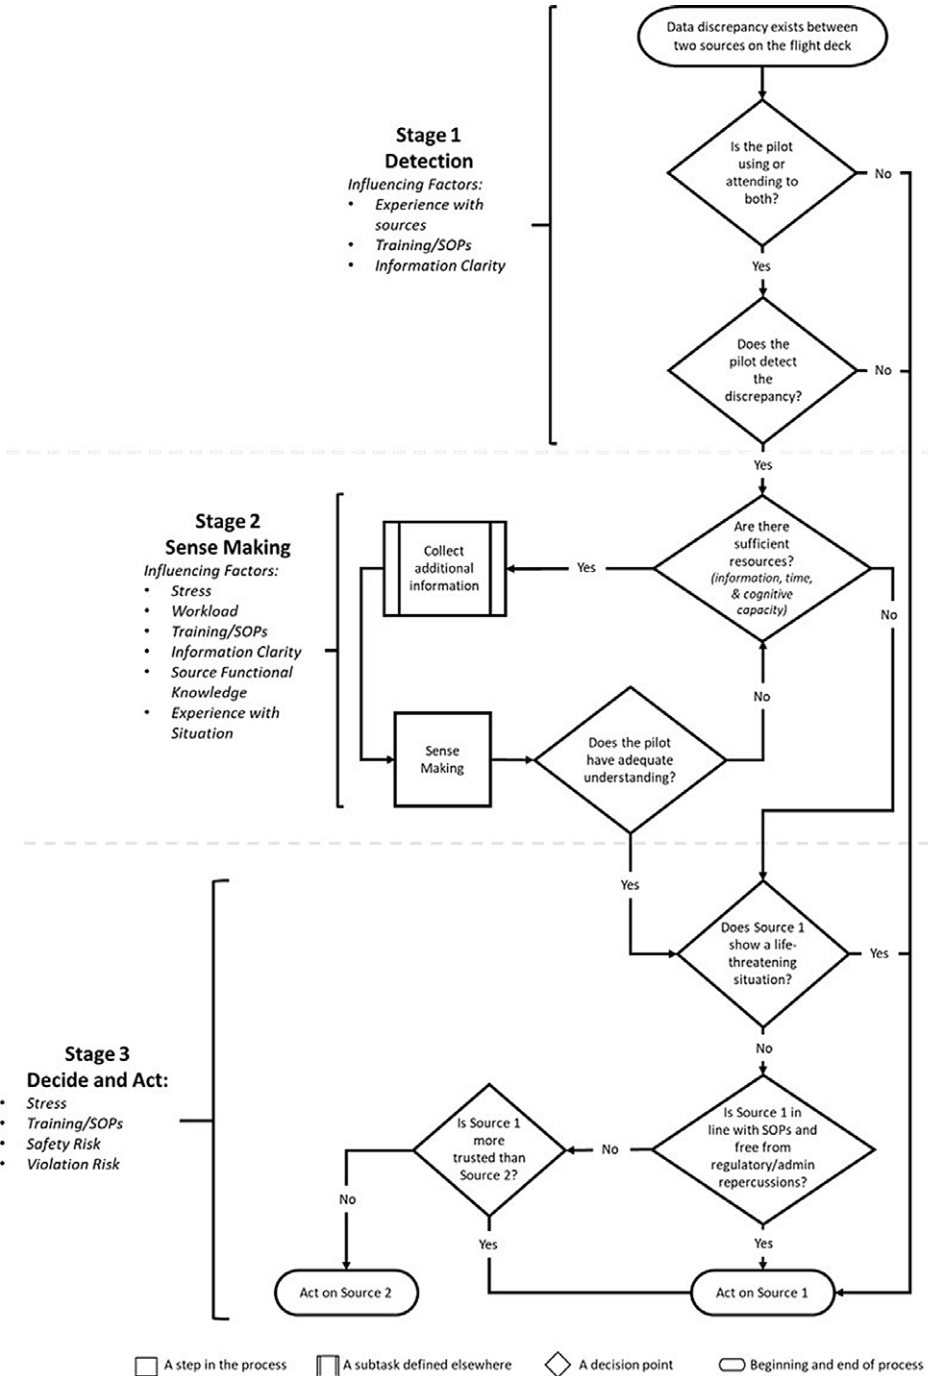 Data discrepancy exists between
two sources on the flight deck
Stage 1
Detection
Influencing Factors:
• Experience with
sources
• Training/SOPs
• Information Clarity
Is the pilot
using or
attending to
both?
No
Yes
Does the
pilot detect
the
discrepancy?
No
Yes
Stage 2
Sense Making
Influencing Factors:
• Stress
• Workload
• Training/SOPs
• Information Clarity
• Source Functional
Knowledge
• Experience with
Situation
Collect
additional
information
Yes
Are there
sufficient
resources?
(information, time,
& cognitive
capacity)
No
No
Sense
Making
Does the pilot
have adequate
understanding?
Yes
Does Source 1
show a life-
threatening
situation?
Yes
No
Stage 3
Decide and Act:
• Stress
• Training/SOPs
• Safety Risk
• Violation Risk
Is Source 1
more
trusted than
Source 2?
No
Is Source 1 in
line with SOPs and
free from
regulatory/admin
repercussions?
No
Yes
Yes
Act on Source 2
Act on Source 1
A step in the process
A subtask defined elsewhere
A decision point
Beginning and end of process